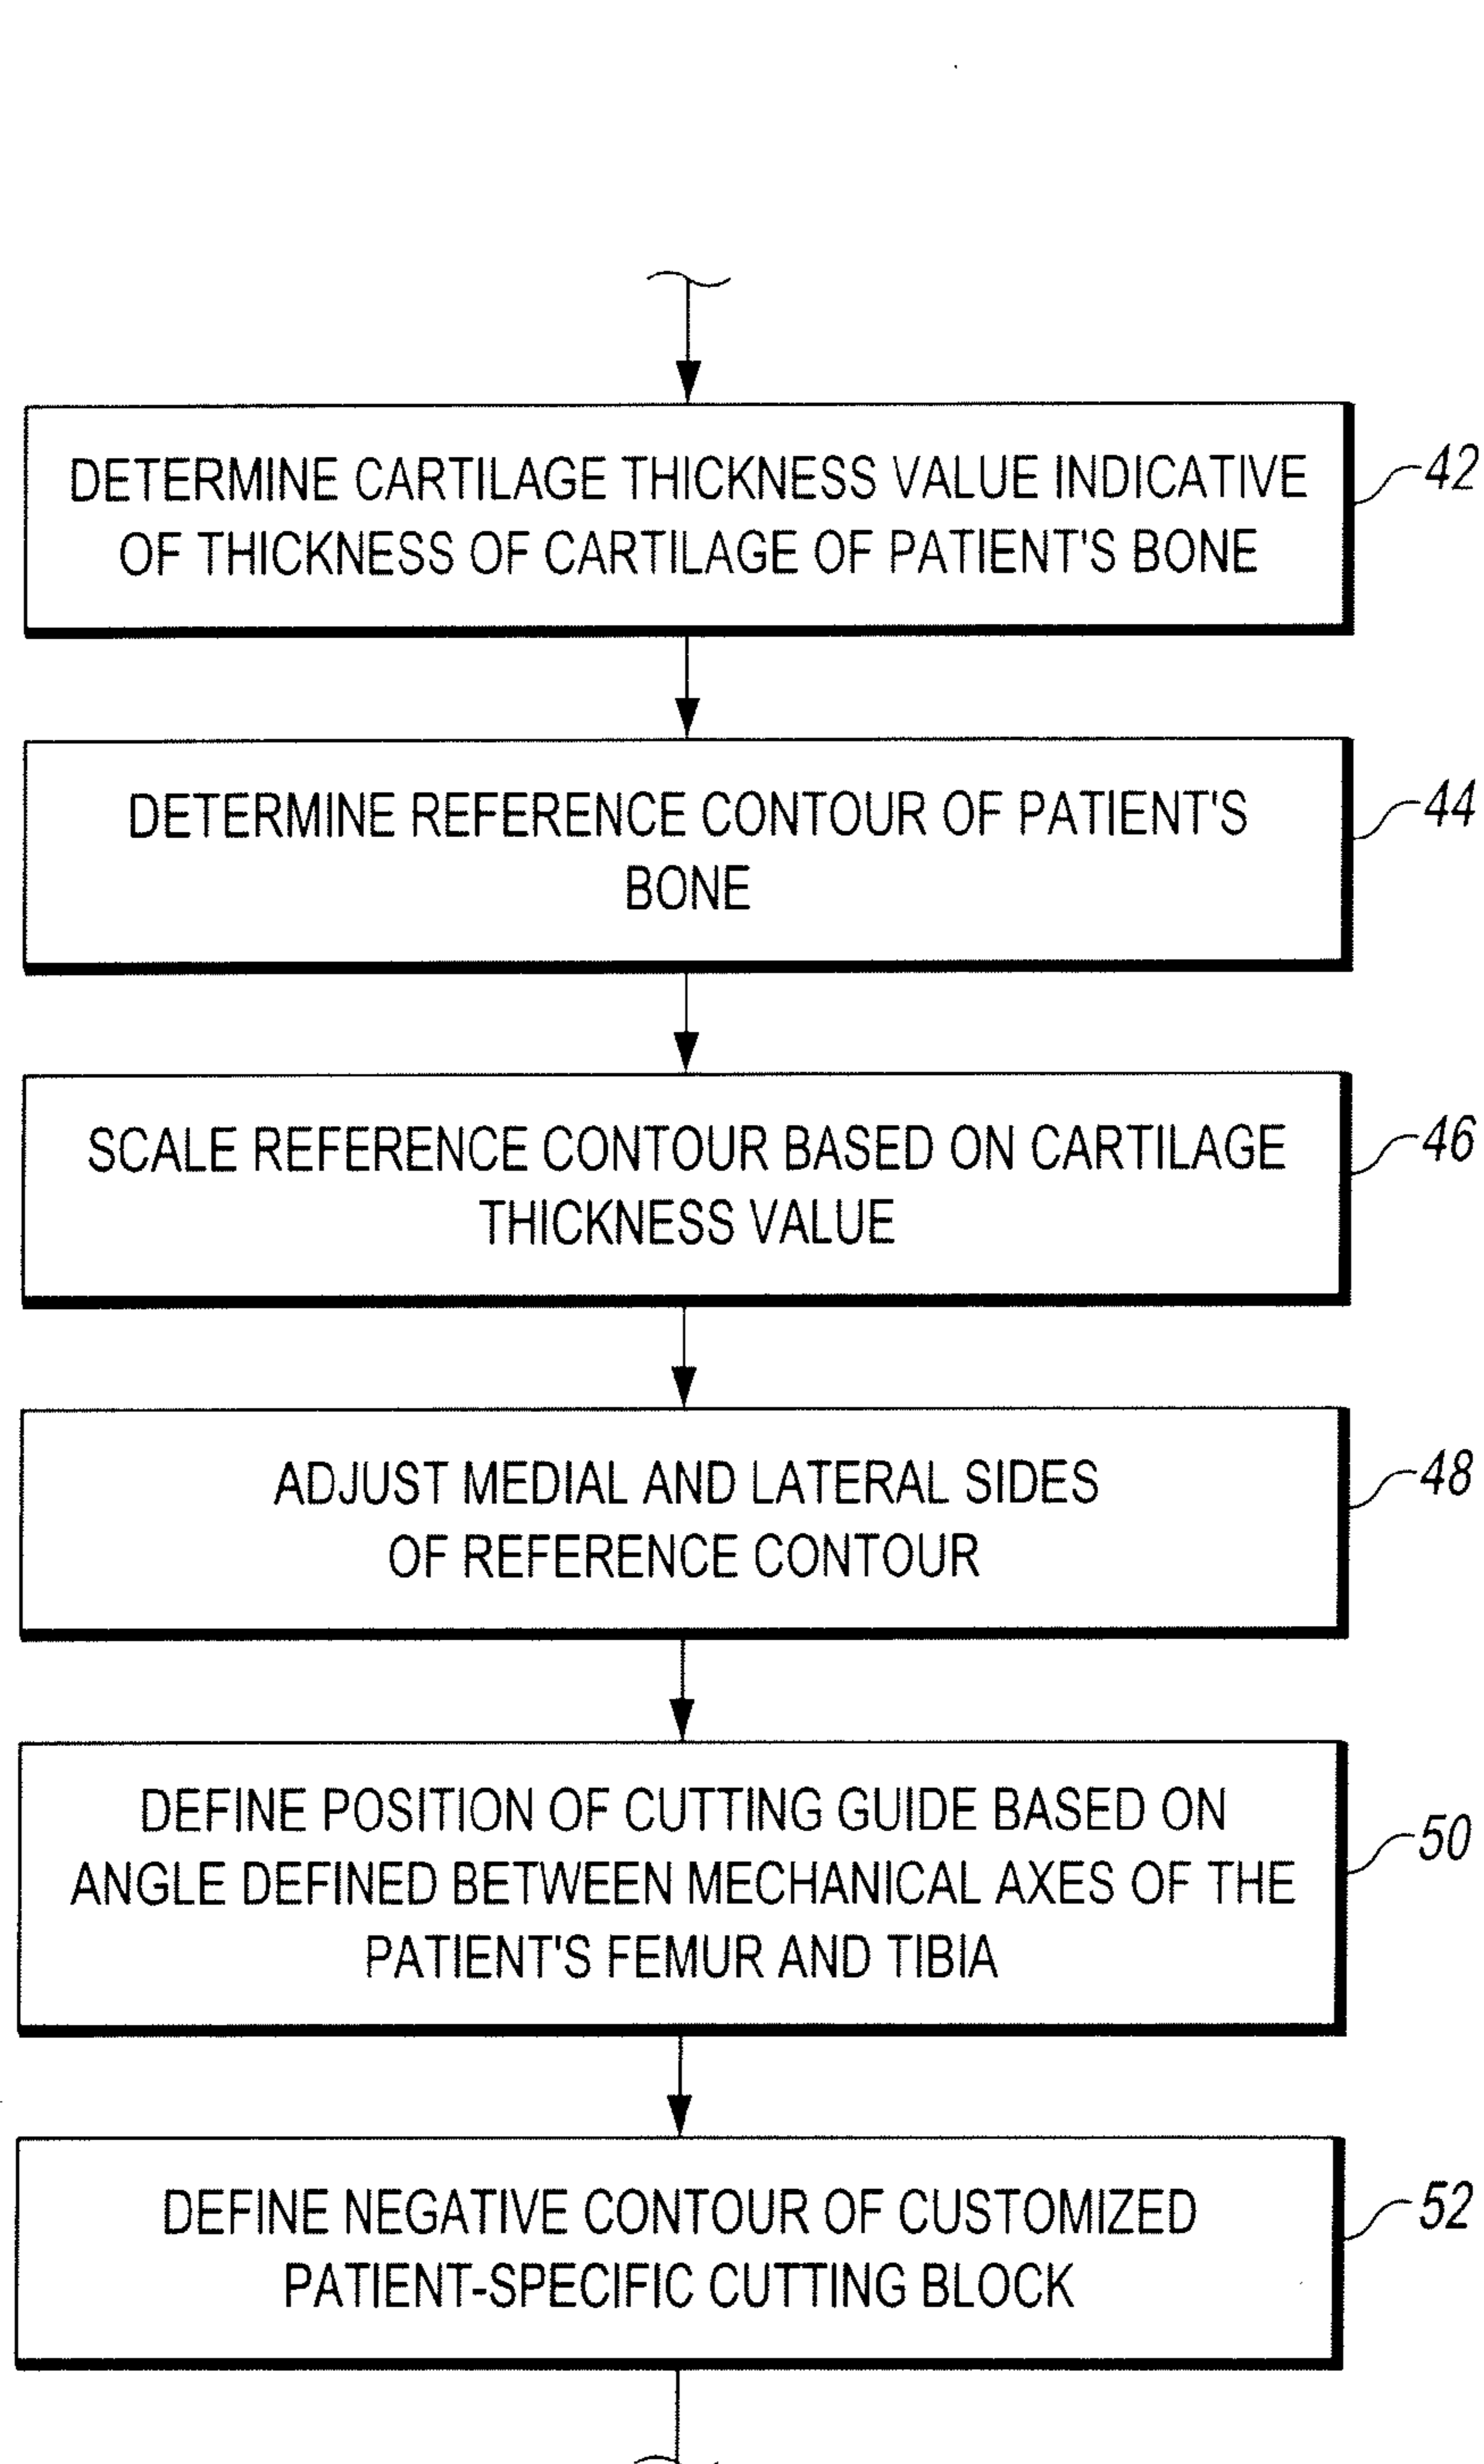 DETERMINE CARTILAGE THICKNESS VALUE INDICATIVE
OF THICKNESS OF CARTILAGE OF PATIENT'S BONE
42
DETERMINE REFERENCE CONTOUR OF PATIENT'S
BONE
44
SCALE REFERENCE CONTOUR BASED ON CARTILAGE
THICKNESS VALUE
46
ADJUST MEDIAL AND LATERAL SIDES
OF REFERENCE CONTOUR
48
DEFINE POSITION OF CUTTING GUIDE BASED ON
ANGLE DEFINED BETWEEN MECHANICAL AXES OF THE
PATIENT'S FEMUR AND TIBIA
50
DEFINE NEGATIVE CONTOUR OF CUSTOMIZED
PATIENT-SPECIFIC CUTTING BLOCK
52